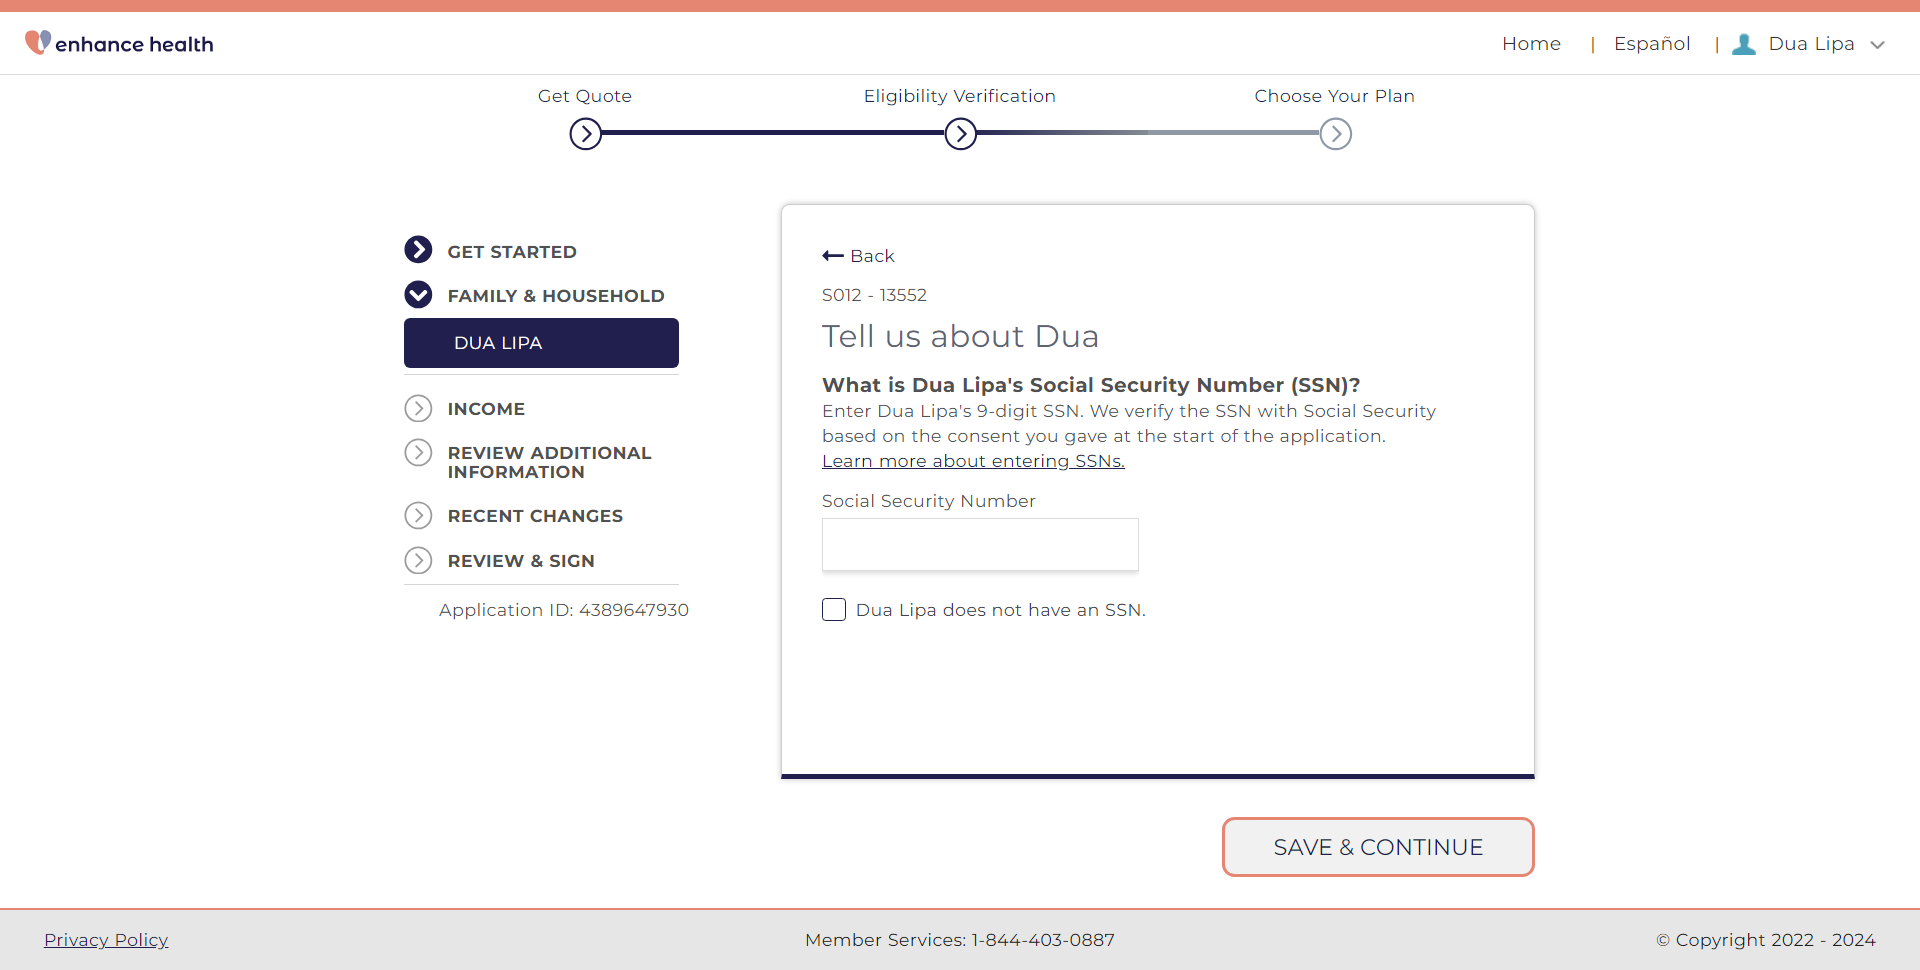 enhance health
Home | Español | Dua Lipa
Get Quote
Eligibility Verification
Choose Your Plan
GET STARTED
FAMILY & HOUSEHOLD
DUA LIPA
INCOME
REVIEW ADDITIONAL
INFORMATION
RECENT CHANGES
REVIEW & SIGN
Application ID: 4389647930
Back
S012 - 13552
Tell us about Dua
What is Dua Lipa's Social Security Number (SSN)?
Enter Dua Lipa's 9-digit SSN. We verify the SSN with Social Security
based on the consent you gave at the start of the application.
Learn more about entering SSNs.
Social Security Number
Dua Lipa does not have an SSN.
SAVE & CONTINUE
Privacy Policy
Member Services: 1-844-403-0887
© Copyright 2022 - 2024